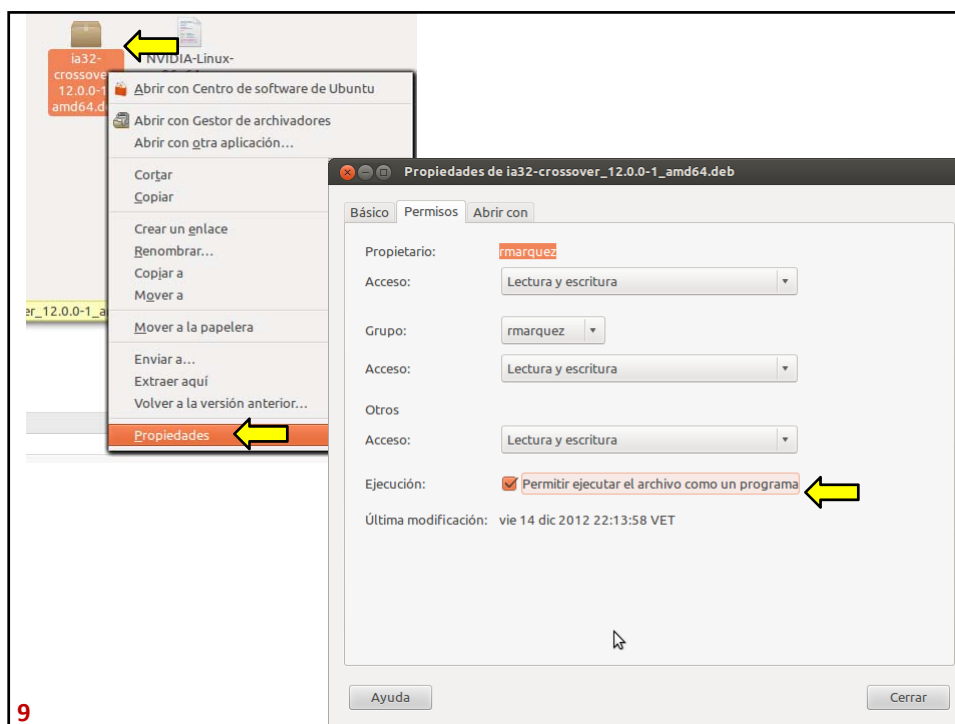 ia32-
crossove
12.0.0-1
amd64.d
NVIDIA-Linux-
er_12.0.0-1_a
Abrir con Centro de software de Ubuntu
Abrir con Gestor de archivadores
Abrir con otra aplicación...
Cortar
Copiar
Crear un enlace
Renombrar...
Copiar a
Mover a
Mover a la papelera
Enviar a...
Extraer aquí
Volver a la versión anterior...
Propiedades
Propiedades de ia32-crossover_12.0.0-1_amd64.deb
Básico Permisos Abrir con
Propietario: rmarquez
Acceso: Lectura y escritura
Grupo: rmarquez
Acceso: Lectura y escritura
Otros
Acceso: Lectura y escritura
Ejecución: Permitir ejecutar el archivo como un programa
Última modificación: vie 14 dic 2012 22:13:58 VET
Ayuda Cerrar
9